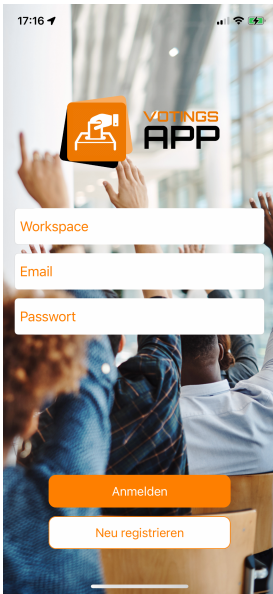 17:16
VOTINGS
APP
Workspace
Email
Passwort
Anmelden
Neu registrieren